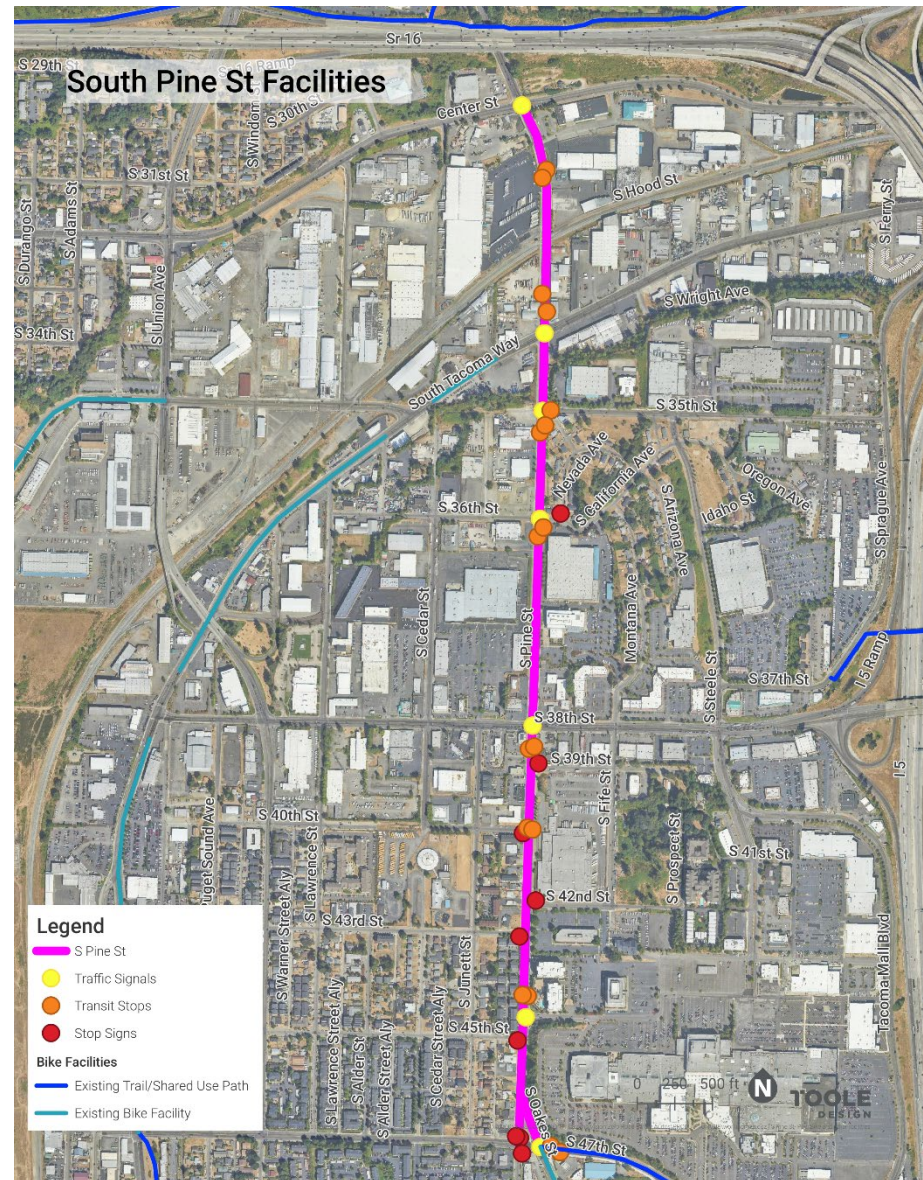 Sr 16
S 29th St
S 16 Ramp
South Pine St Facilities
S Windom St
S 30th St
Center St
S 31st St
S Hood St
S Durango St
S Adams St
S Union Ave
S Ferry St
S Wright Ave
S 34th St
South Tacoma Way
S 35th St
Nevada Ave
S California Ave
S Arizona Ave
Oregon Ave
Idaho St
S Sprague Ave
S 36th St
S Cedar St
S Pine St
Montana Ave
S Steele St
S 37th St
I 5 Ramp
S 38th St
S 39th St
I 5
S Fife St
Puget Sound Ave
S 40th St
S Lawrence St
S Warner Street Aly
S Prospect St
S 41st St
S 42nd St
S 43rd St
S Junett St
Tacoma Mall Blvd
S 45th St
S Lawrence Street Aly
S Alder St
S Alder Street Aly
S Cedar Street Aly
S Oakes St
S 47th St
Legend
S Pine St
Traffic Signals
Transit Stops
Stop Signs
Bike Facilities
Existing Trail/Shared Use Path
Existing Bike Facility
0 250 500 ft
N
TOOLE
DESIGN